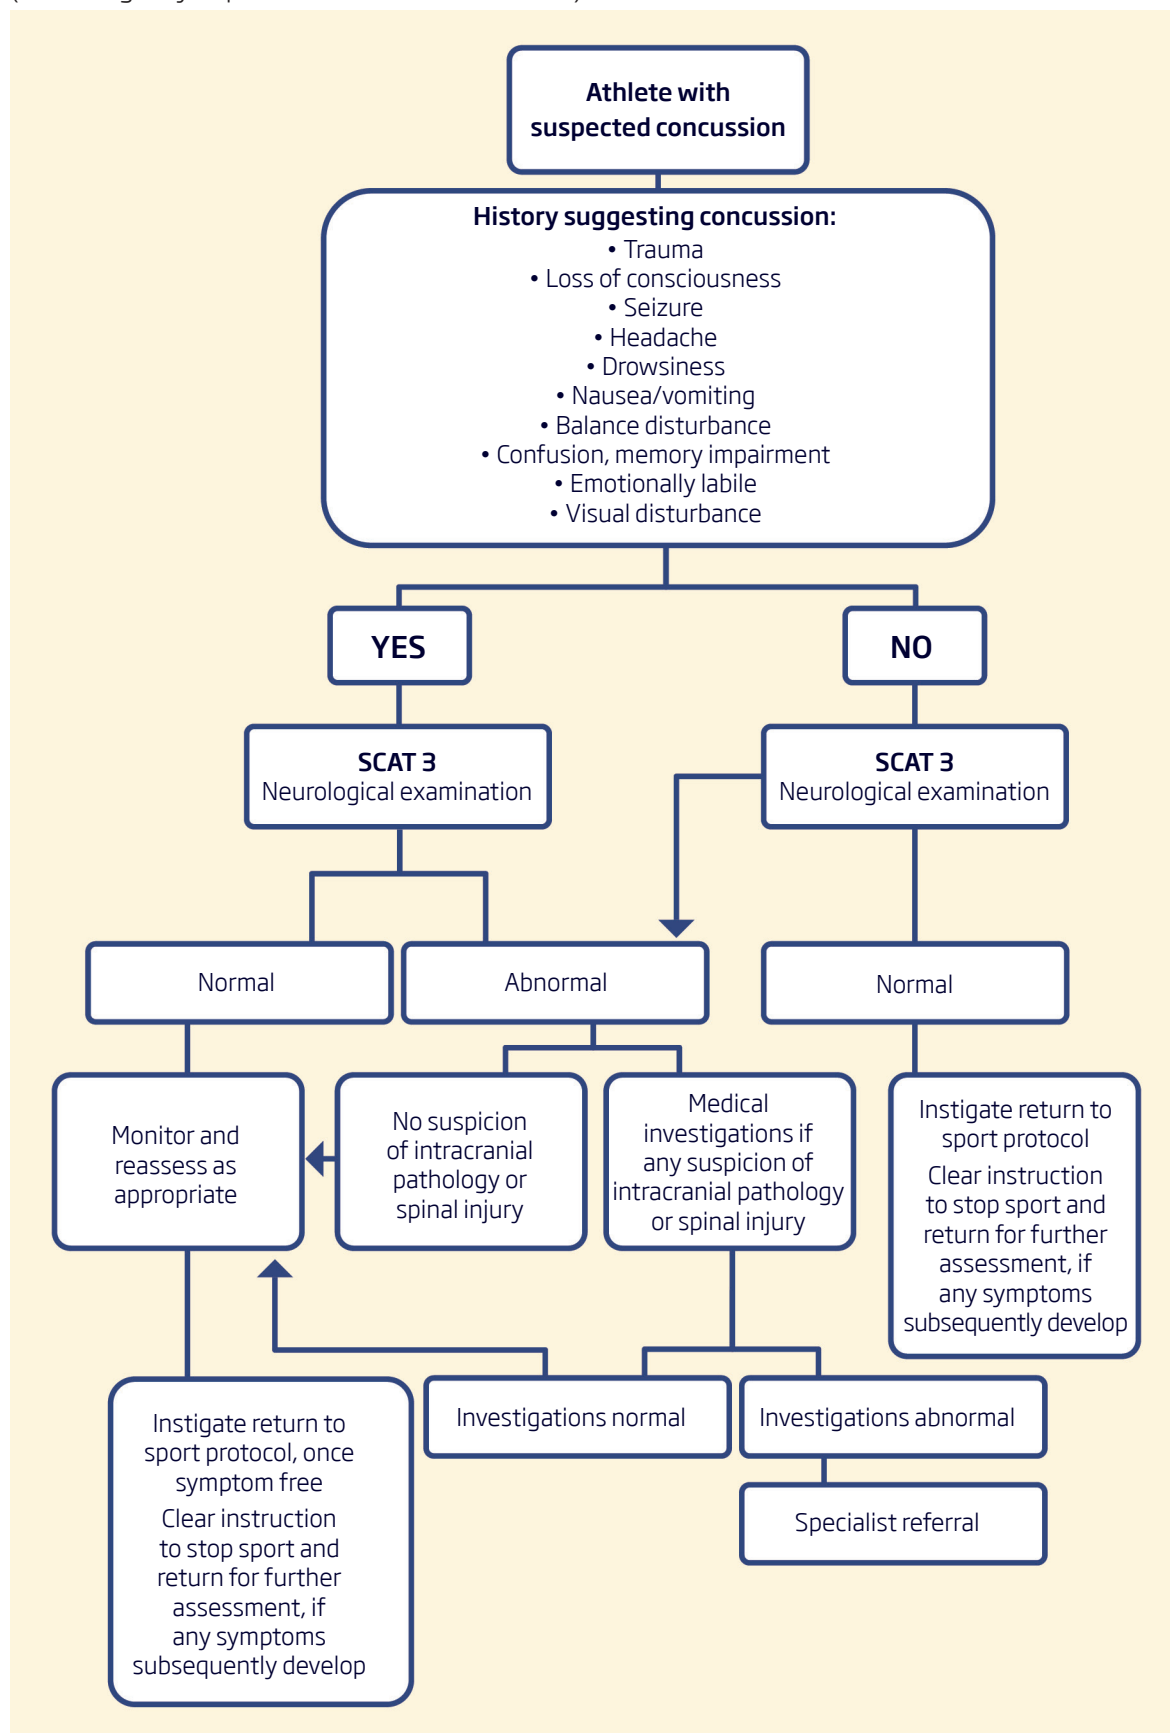 Athlete with
suspected concussion
History suggesting concussion:
• Trauma
• Loss of consciousness
• Seizure
• Headache
• Drowsiness
• Nausea/vomiting
• Balance disturbance
• Confusion, memory impairment
• Emotionally labile
• Visual disturbance
YES
NO
SCAT 3
Neurological examination
SCAT 3
Neurological examination
Normal
Abnormal
Normal
Monitor and
reassess as
appropriate
No suspicion
of intracranial
pathology or
spinal injury
Medical
investigations if
any suspicion of
intracranial pathology
or spinal injury
Instigate return to
sport protocol
Clear instruction
to stop sport and
return for further
assessment, if
any symptoms
subsequently develop
Instigate return to
sport protocol, once
symptom free
Clear instruction
to stop sport and
return for further
assessment, if
any symptoms
subsequently develop
Investigations normal
Investigations abnormal
Specialist referral